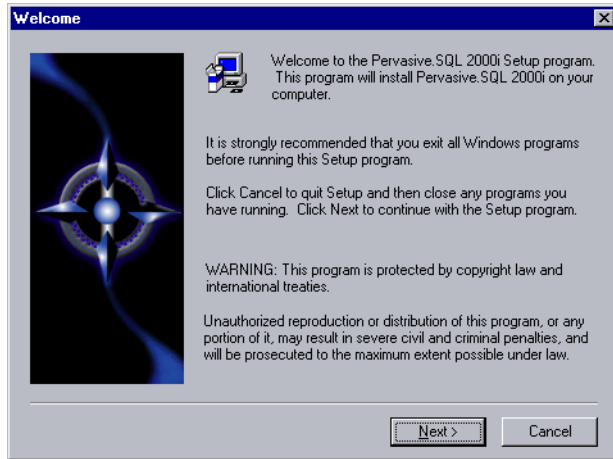 Welcome
Welcome to the Pervasive.SQL 2000i Setup program.
This program will install Pervasive.SQL 2000i on your
computer.
It is strongly recommended that you exit all Windows programs
before running this Setup program.
Click Cancel to quit Setup and then close any programs you
have running. Click Next to continue with the Setup program.
WARNING: This program is protected by copyright law and
international treaties.
Unauthorized reproduction or distribution of this program, or any
portion of it, may result in severe civil and criminal penalties, and
will be prosecuted to the maximum extent possible under law.
Next >
Cancel